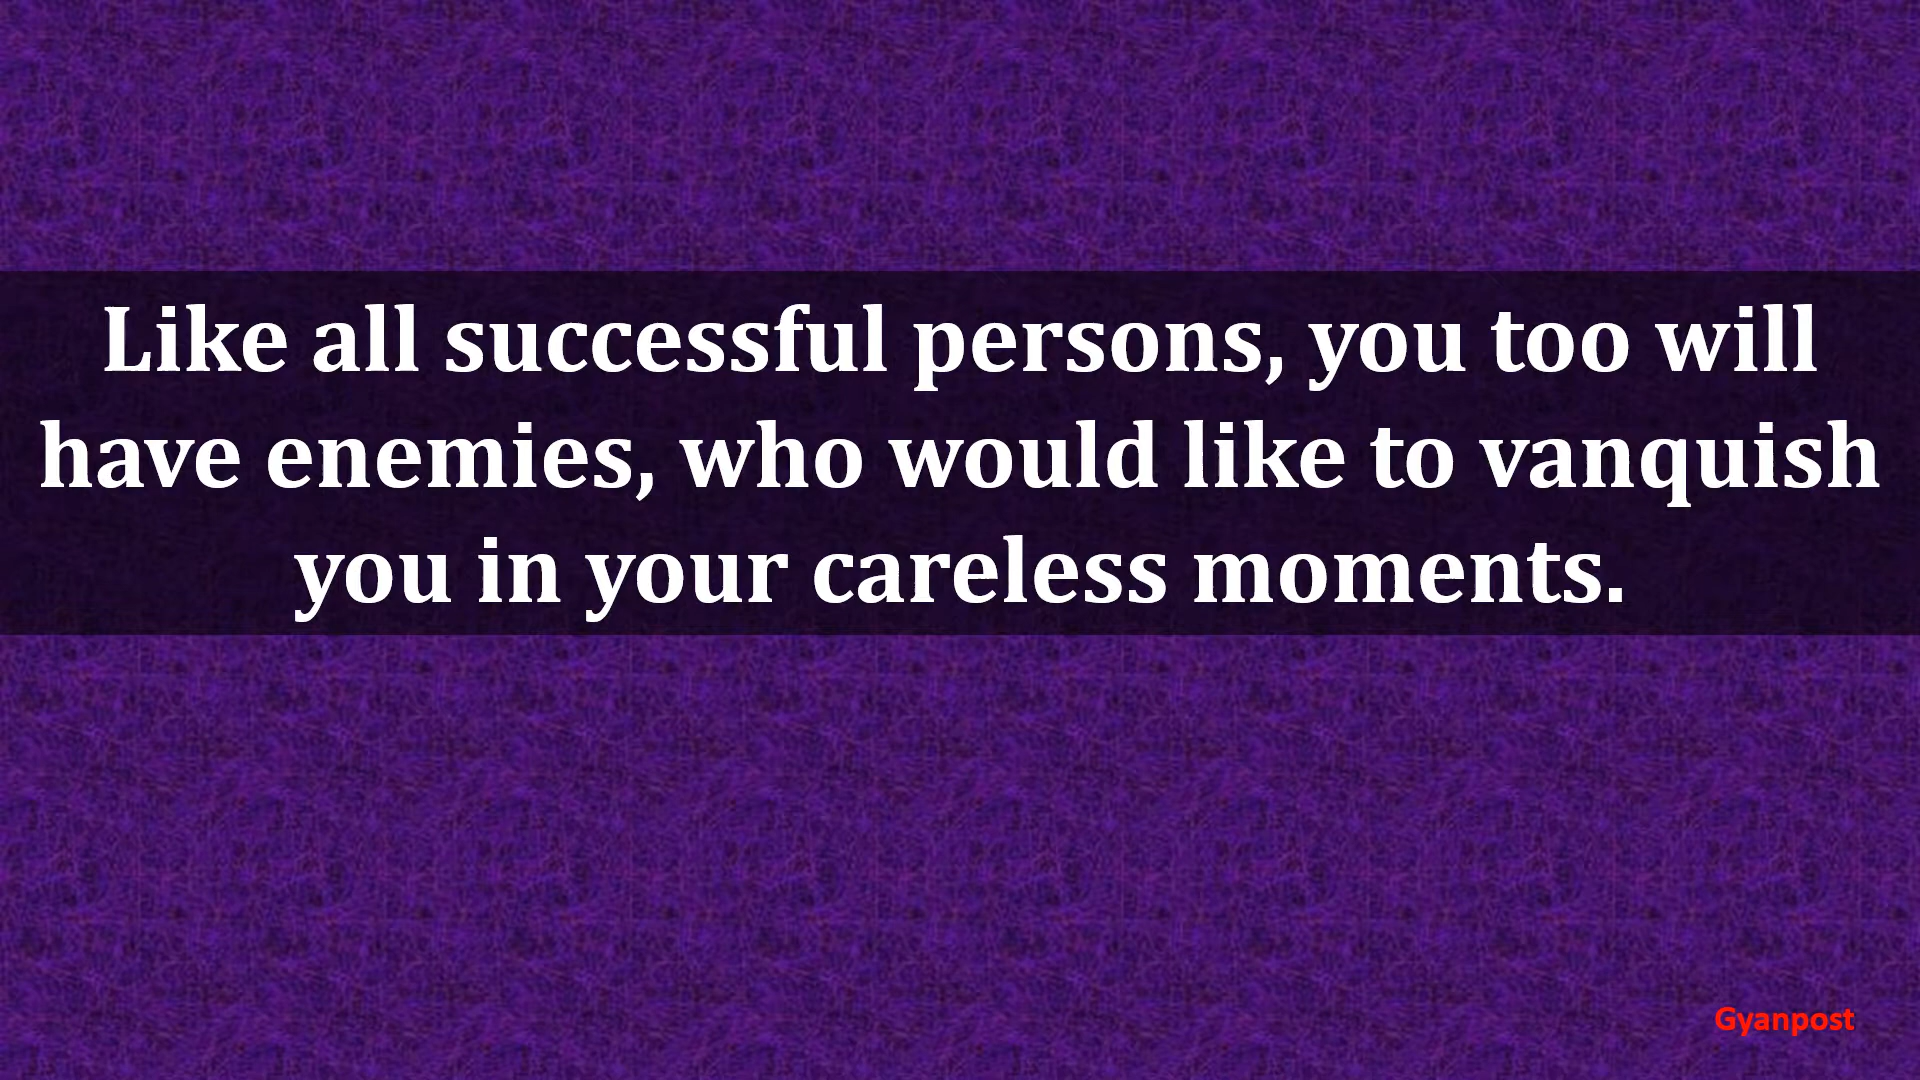 Like all successful persons, you too will
have enemies, who would like to vanquish
you in your careless moments.
Gyanpost